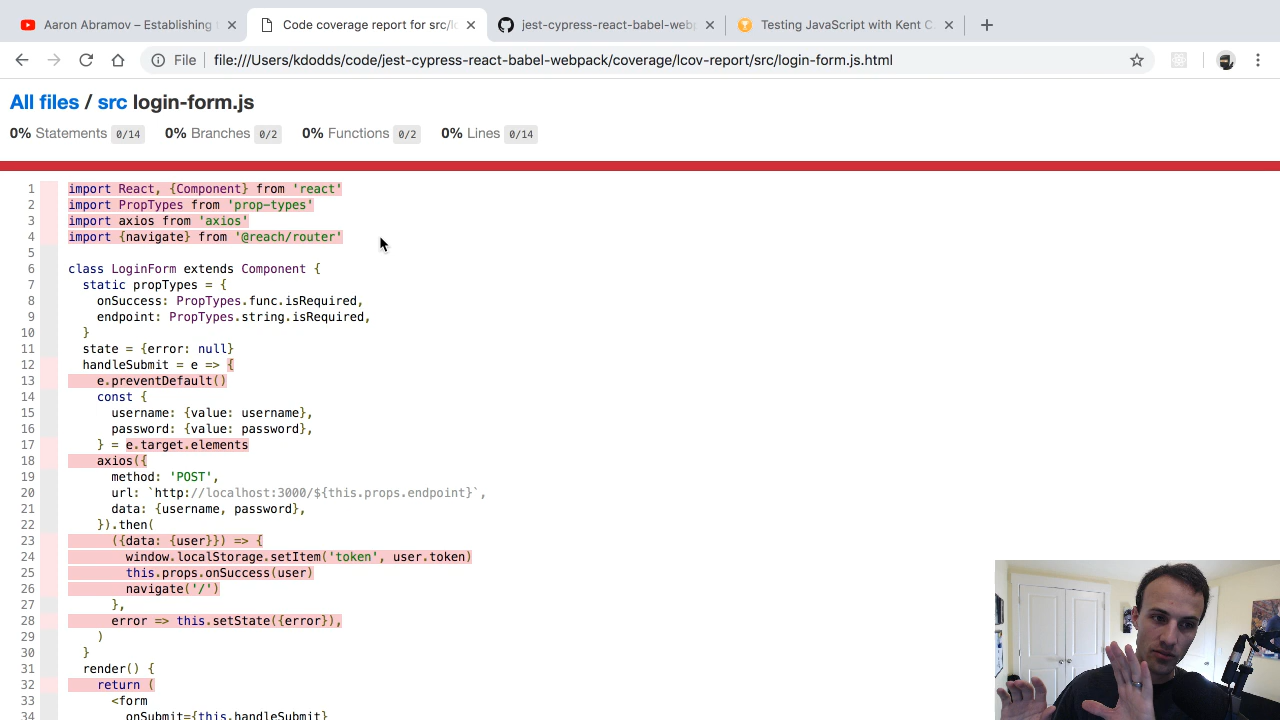 Aaron Abramov – Establishing t
Code coverage report for src/lo
jest-cypress-react-babel-webp
Testing JavaScript with Kent C.
File
file:///Users/kdodds/code/jest-cypress-react-babel-webpack/coverage/lcov-report/src/login-form.js.html
All files / src login-form.js
0% Statements 0/14 0% Branches 0/2 0% Functions 0/2 0% Lines 0/14
1 import React, {Component} from 'react'
2 import PropTypes from 'prop-types'
3 import axios from 'axios'
4 import {navigate} from '@reach/router'
5
6 class LoginForm extends Component {
7 static propTypes = {
8 onSuccess: PropTypes.func.isRequired,
9 endpoint: PropTypes.string.isRequired,
10 }
11 state = {error: null}
12 handleSubmit = e => {
13 e.preventDefault()
14 const {
15 username: {value: username},
16 password: {value: password},
17 } = e.target.elements
18 axios({
19 method: 'POST',
20 url: `http://localhost:3000/${this.props.endpoint}`,
21 data: {username, password},
22 }).then(
23 ({data: {user}}) => {
24 window.localStorage.setItem('token', user.token)
25 this.props.onSuccess(user)
26 navigate('/')
27 },
28 error => this.setState({error}),
29 )
30 }
31 render() {
32 return (
33 <form
34 onSubmit={this.handleSubmit}